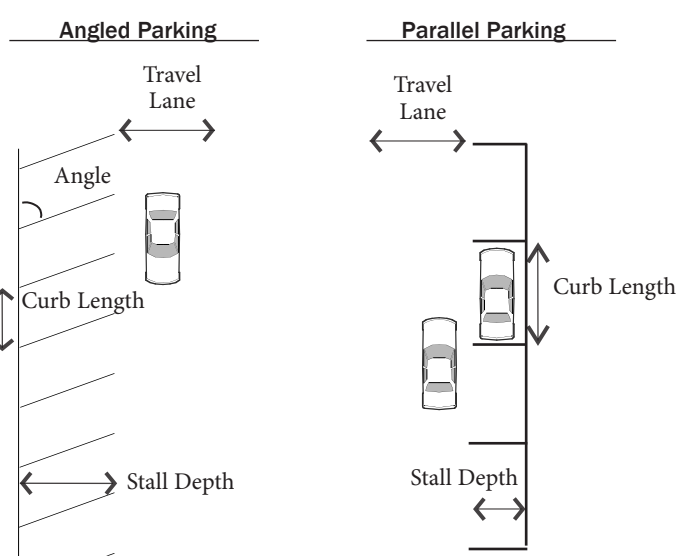 Angled Parking
Travel
Lane
Angle
Curb Length
Stall Depth
Parallel Parking
Travel
Lane
Curb Length
Stall Depth